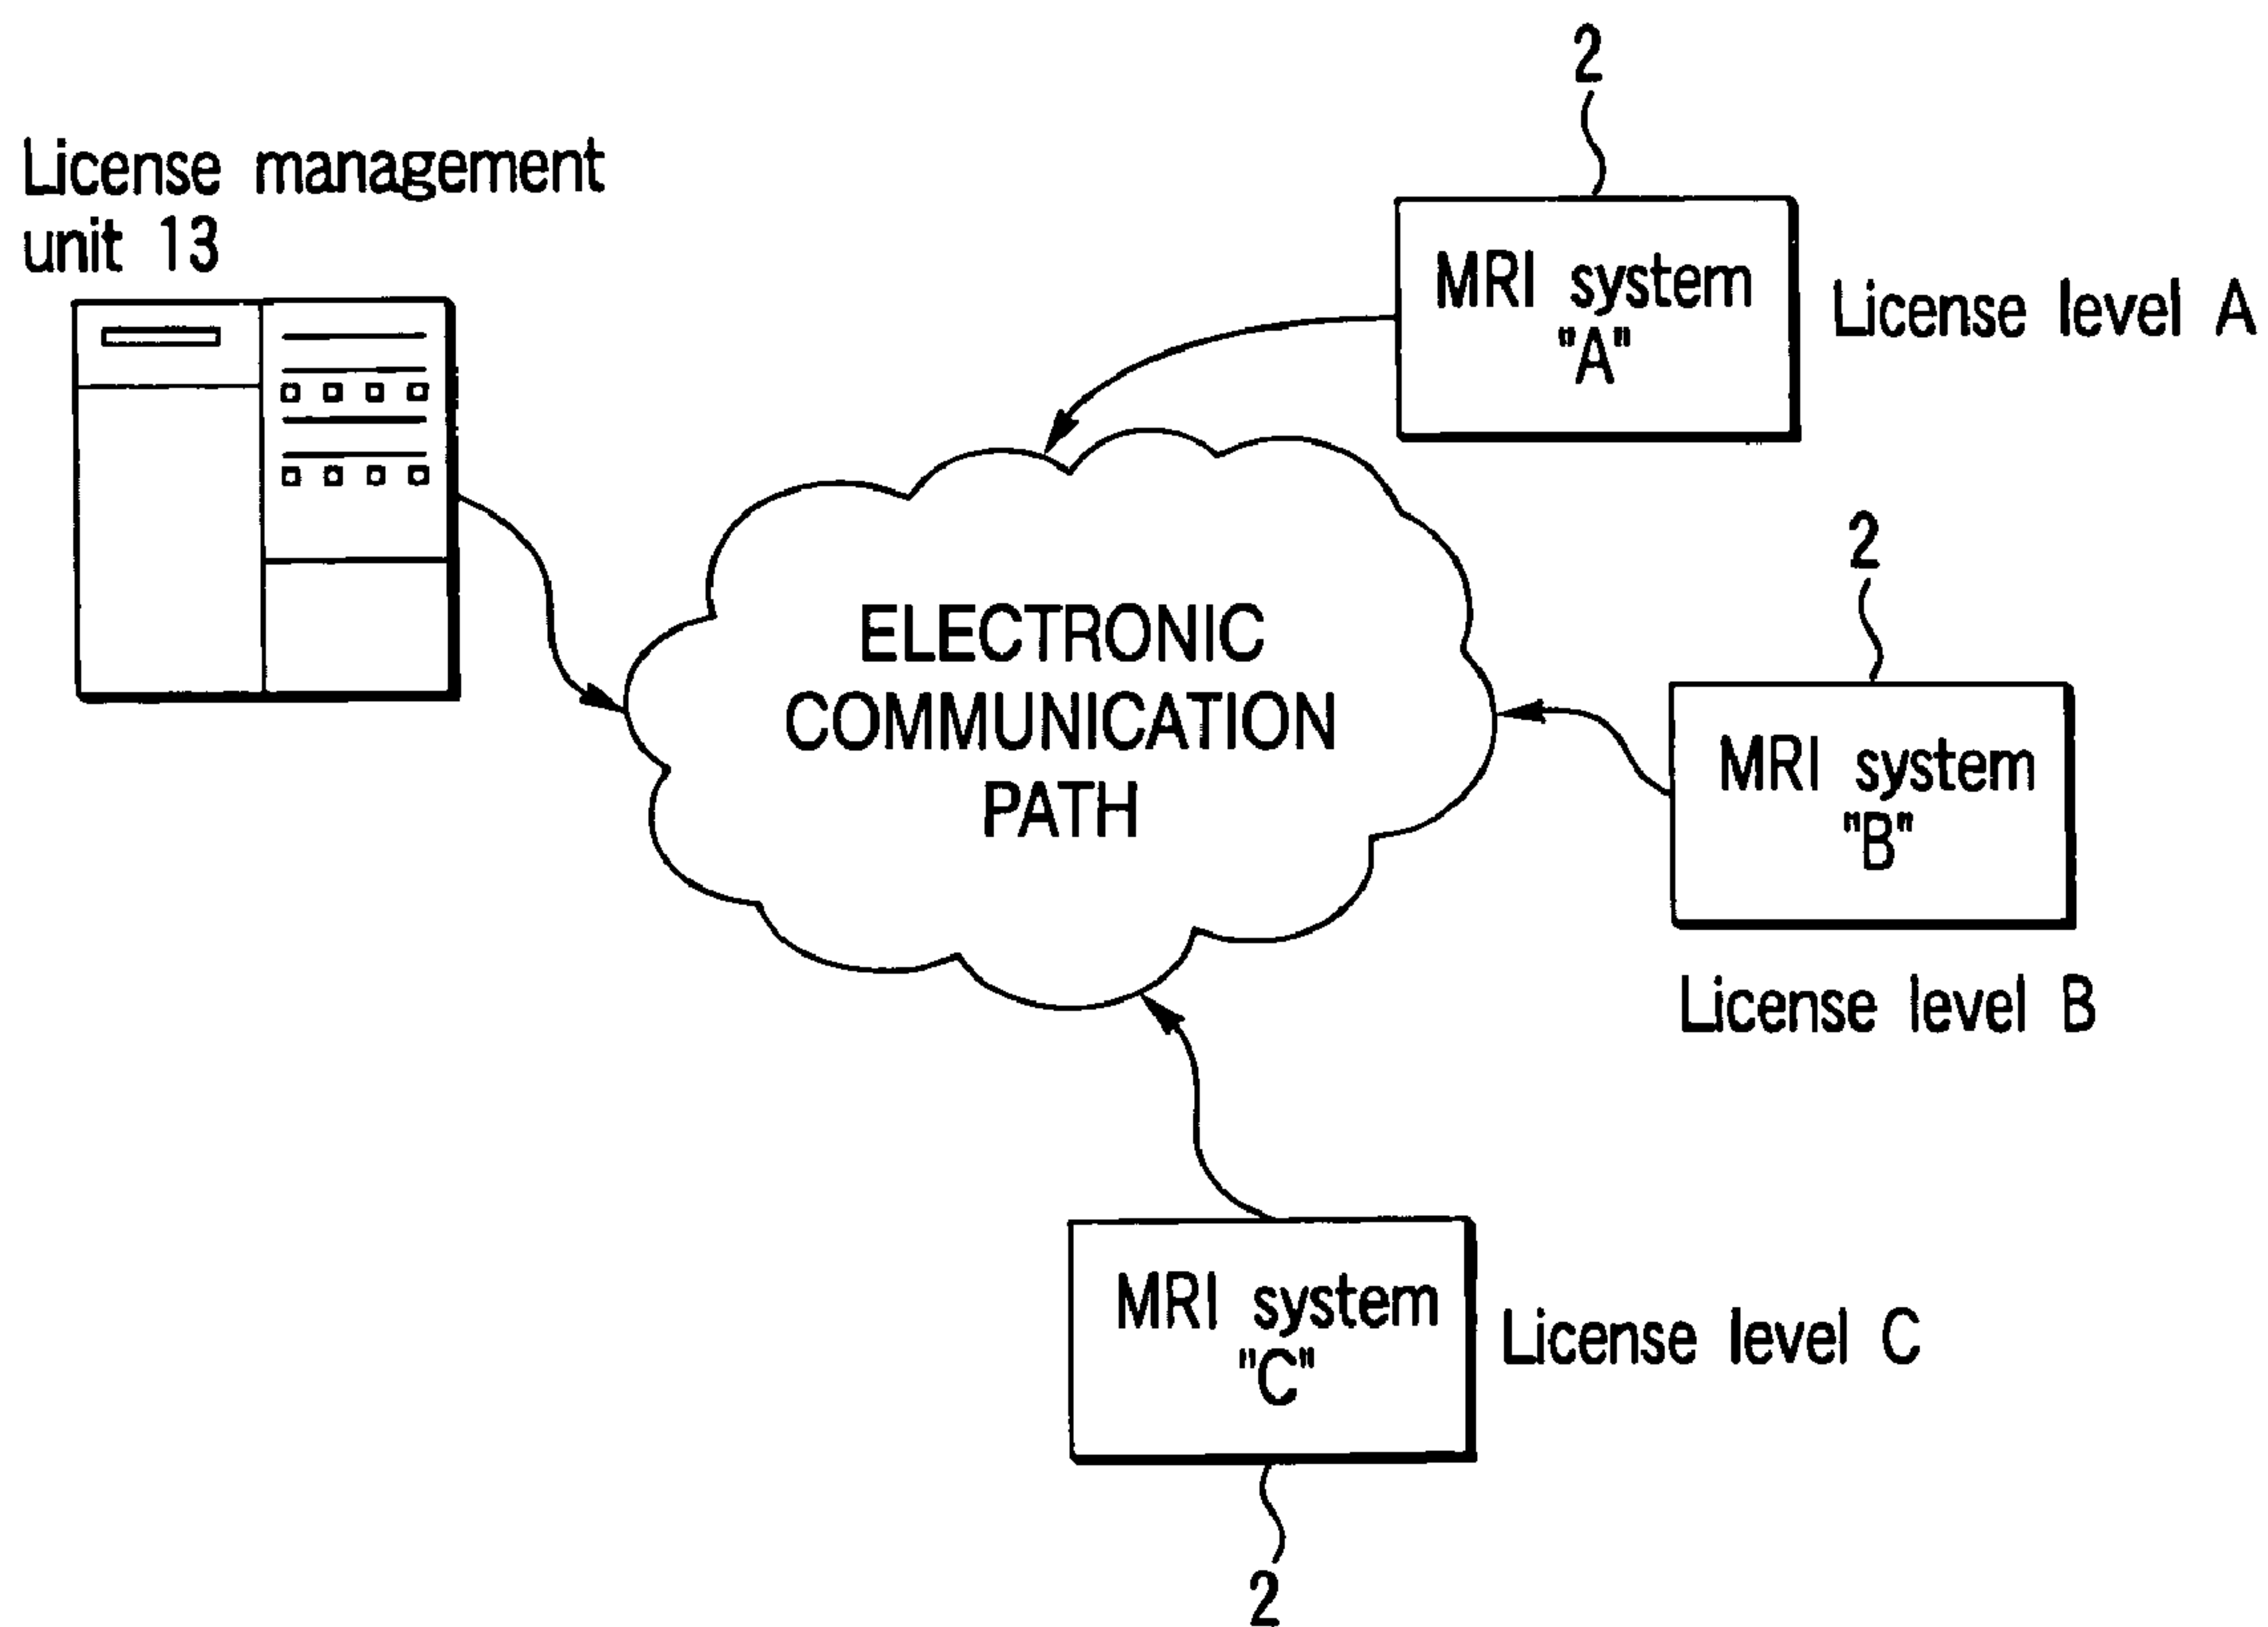 2
License management
unit 13
MRI system
"A"
License level A
2
ELECTRONIC
COMMUNICATION
PATH
MRI system
"B"
License level B
MRI system
"C"
License level C
2